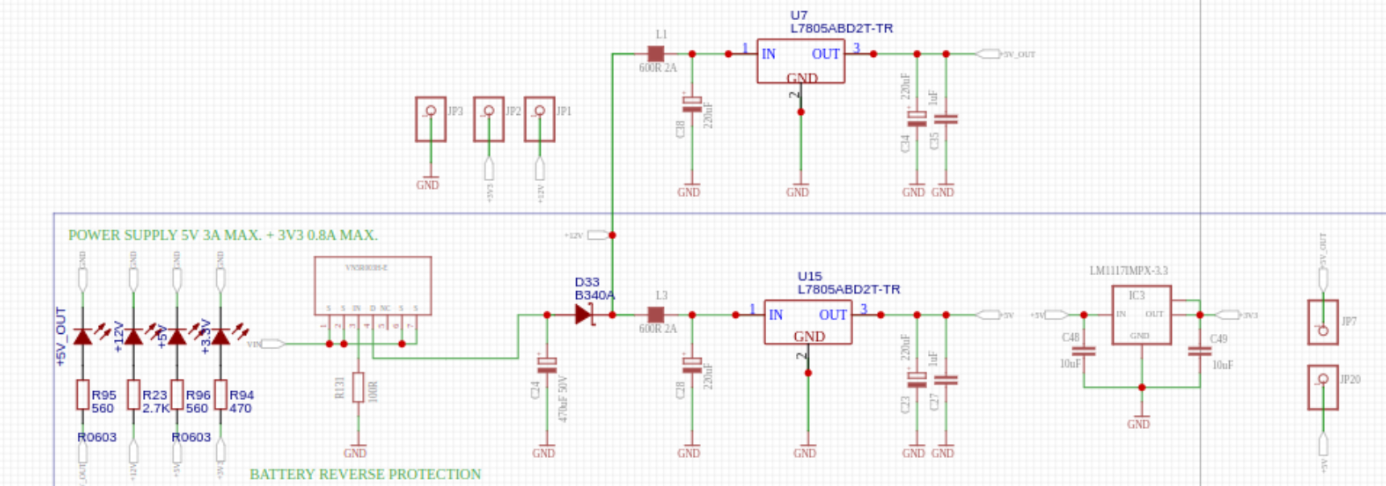 U7
L7805ABD2T-TR
L1
600R 2A
1 IN OUT 3
GND
2
C38
220uF
220uF
C34
1uF
C35
+5V_OUT
GND
GND
GND
GND
JP3
JP2
JP1
GND
+3V3
+12V
POWER SUPPLY 5V 3A MAX. + 3V3 0.8A MAX.
GND
GND
GND
GND
+5V_OUT
+12V
+5V
+3.3V
R95
560
R23
2.7K
R96
560
R94
470
R0603
R0603
+12V
+5V
VIN
S S IN D NC S S
1 2 3 4 5 6 7
R131
100R
GND
BATTERY REVERSE PROTECTION
+12V
D33
B340A
C24
470uF 50V
GND
L3
600R 2A
C28
220uF
GND
U15
L7805ABD2T-TR
1 IN OUT 3
GND
2
GND
220uF
C23
1uF
C27
GND
GND
+5V
LM1117IMPX-3.3
IC3
IN OUT
GND
+5V
+3V3
C48
10uF
C49
10uF
GND
+5V_OUT
JP7
JP20
+5V